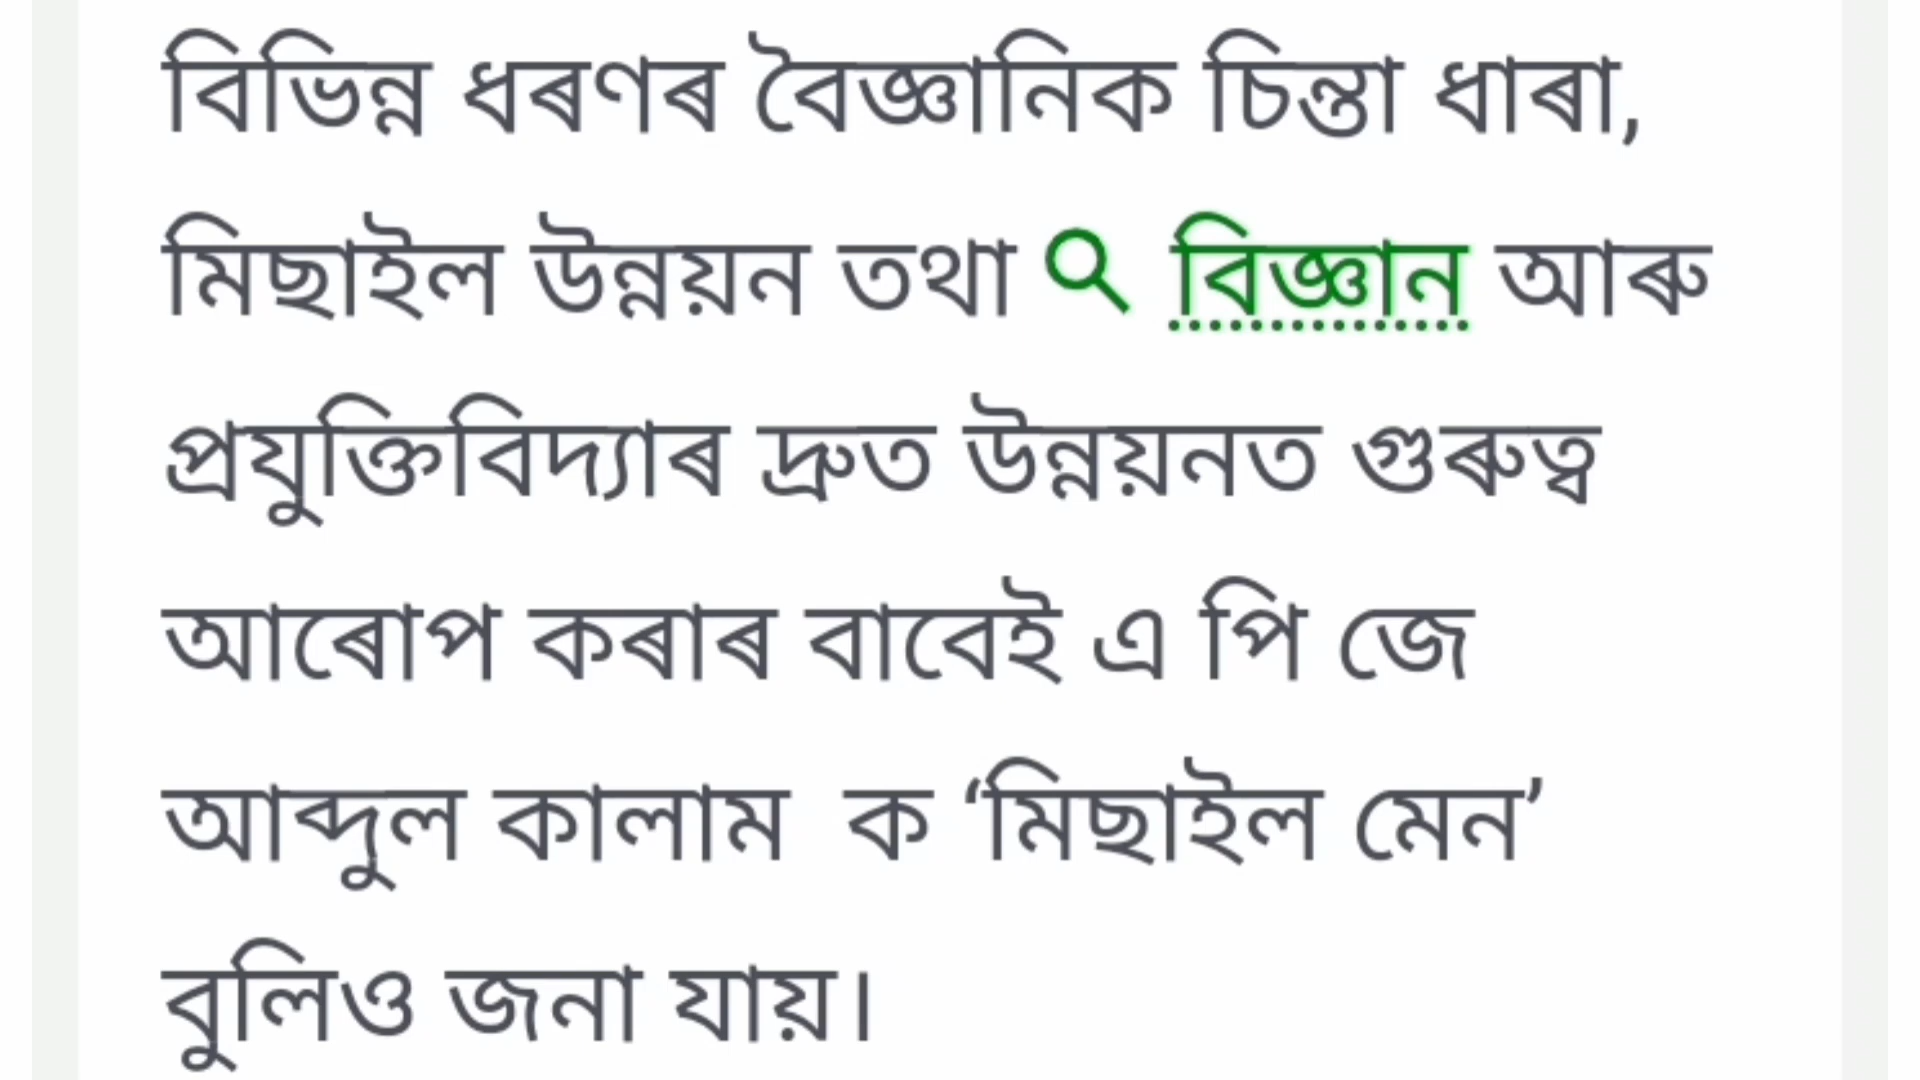 বিভিন্ন ধৰণৰ বৈজ্ঞানিক চিন্তা ধাৰা,
মিছাইল উন্নয়ন তথা বিজ্ঞান আৰু
প্ৰযুক্তিবিদ্যাৰ দ্ৰুত উন্নয়নত গুৰুত্ব
আৰোপ কৰাৰ বাবেই এ পি জে
আব্দুল কালাম ক ‘মিছাইল মেন’
বুলিও জনা যায়।